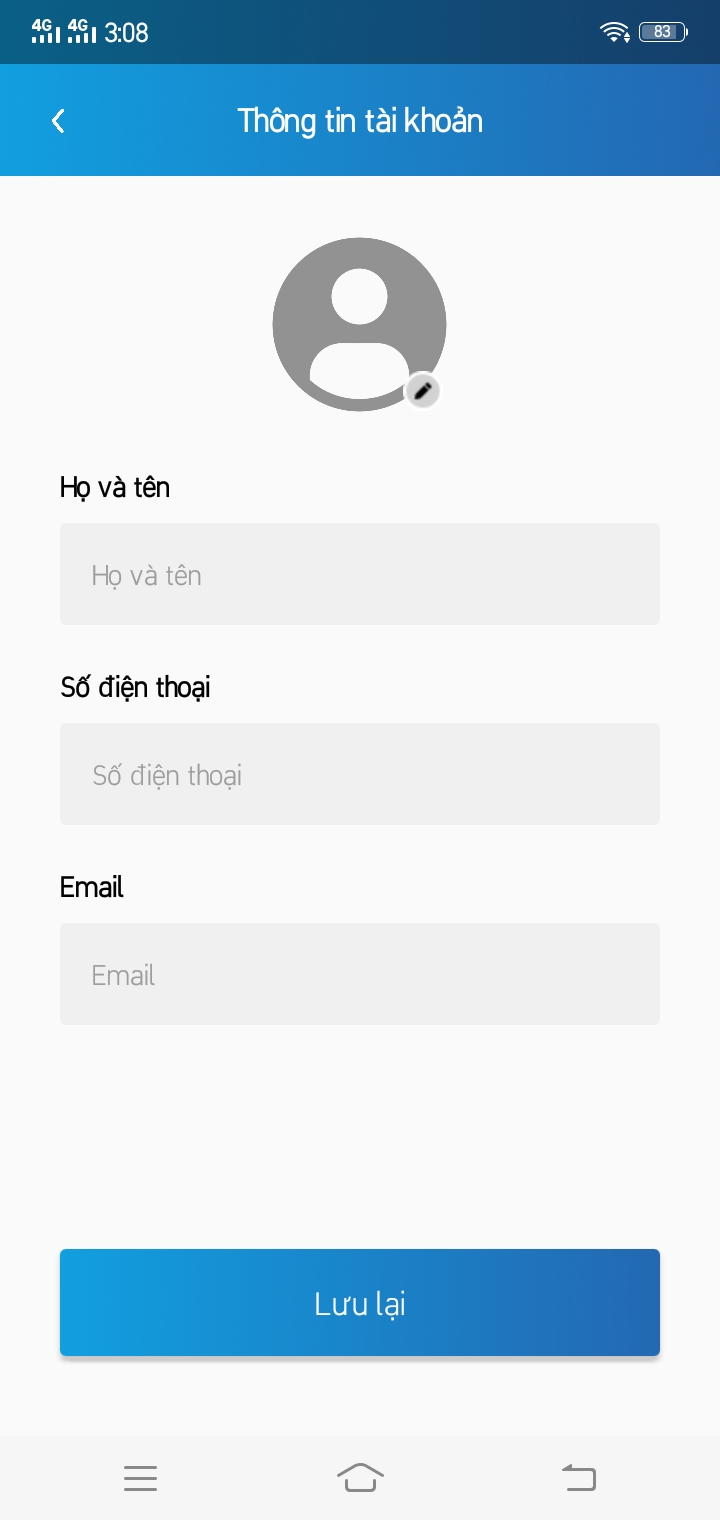 4G 4G 3:08 83
Thông tin tài khoản
Họ và tên
Họ và tên
Số điện thoại
Số điện thoại
Email
Email
Lưu lại